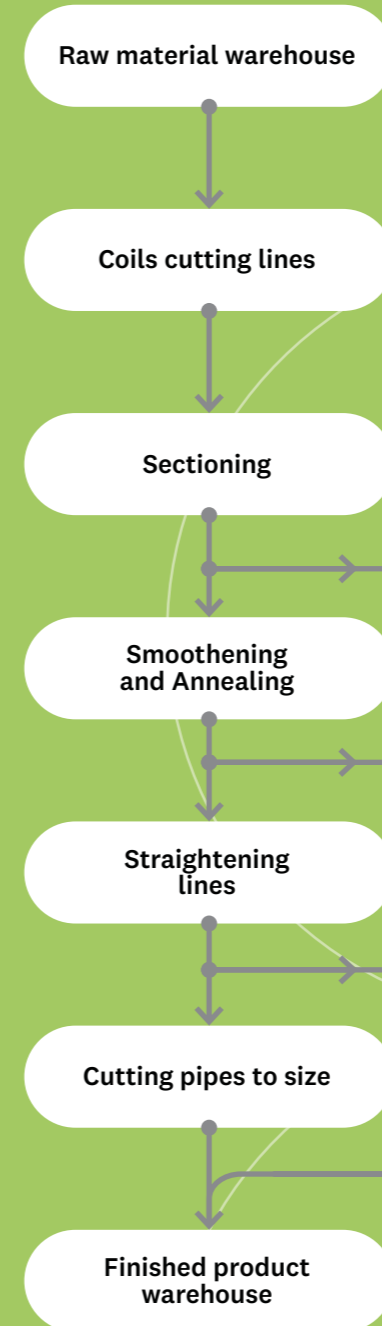 Raw material warehouse
Coils cutting lines
Sectioning
Smoothening
and Annealing
Straightening
lines
Cutting pipes to size
Finished product
warehouse